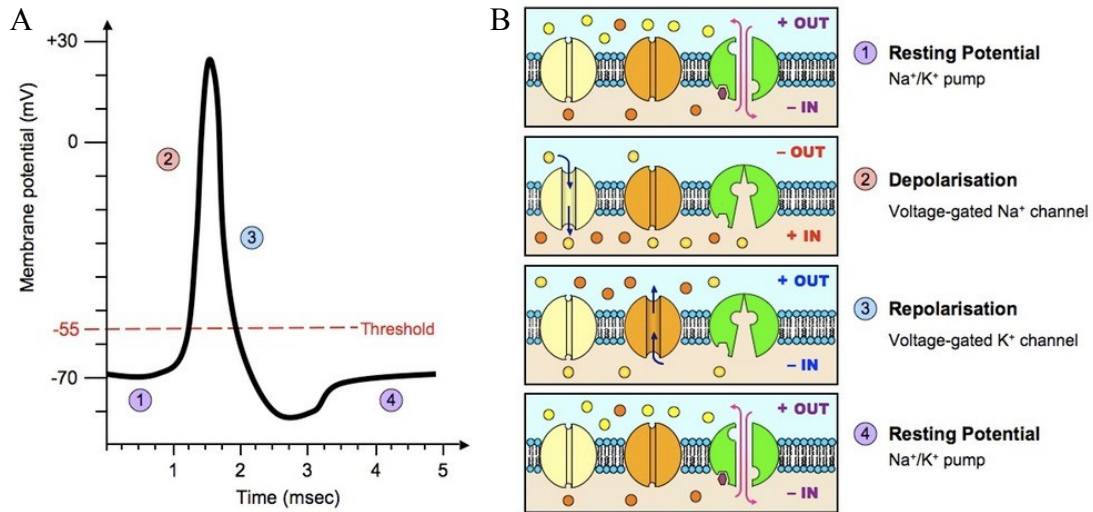 A
Membrane potential (mV)
+30
0
-55
-70
Threshold
1
2
3
4
1 2 3 4 5
Time (msec)
B
+ OUT
– IN
1 Resting Potential
Na⁺/K⁺ pump
– OUT
+ IN
2 Depolarisation
Voltage-gated Na⁺ channel
+ OUT
– IN
3 Repolarisation
Voltage-gated K⁺ channel
+ OUT
– IN
4 Resting Potential
Na⁺/K⁺ pump